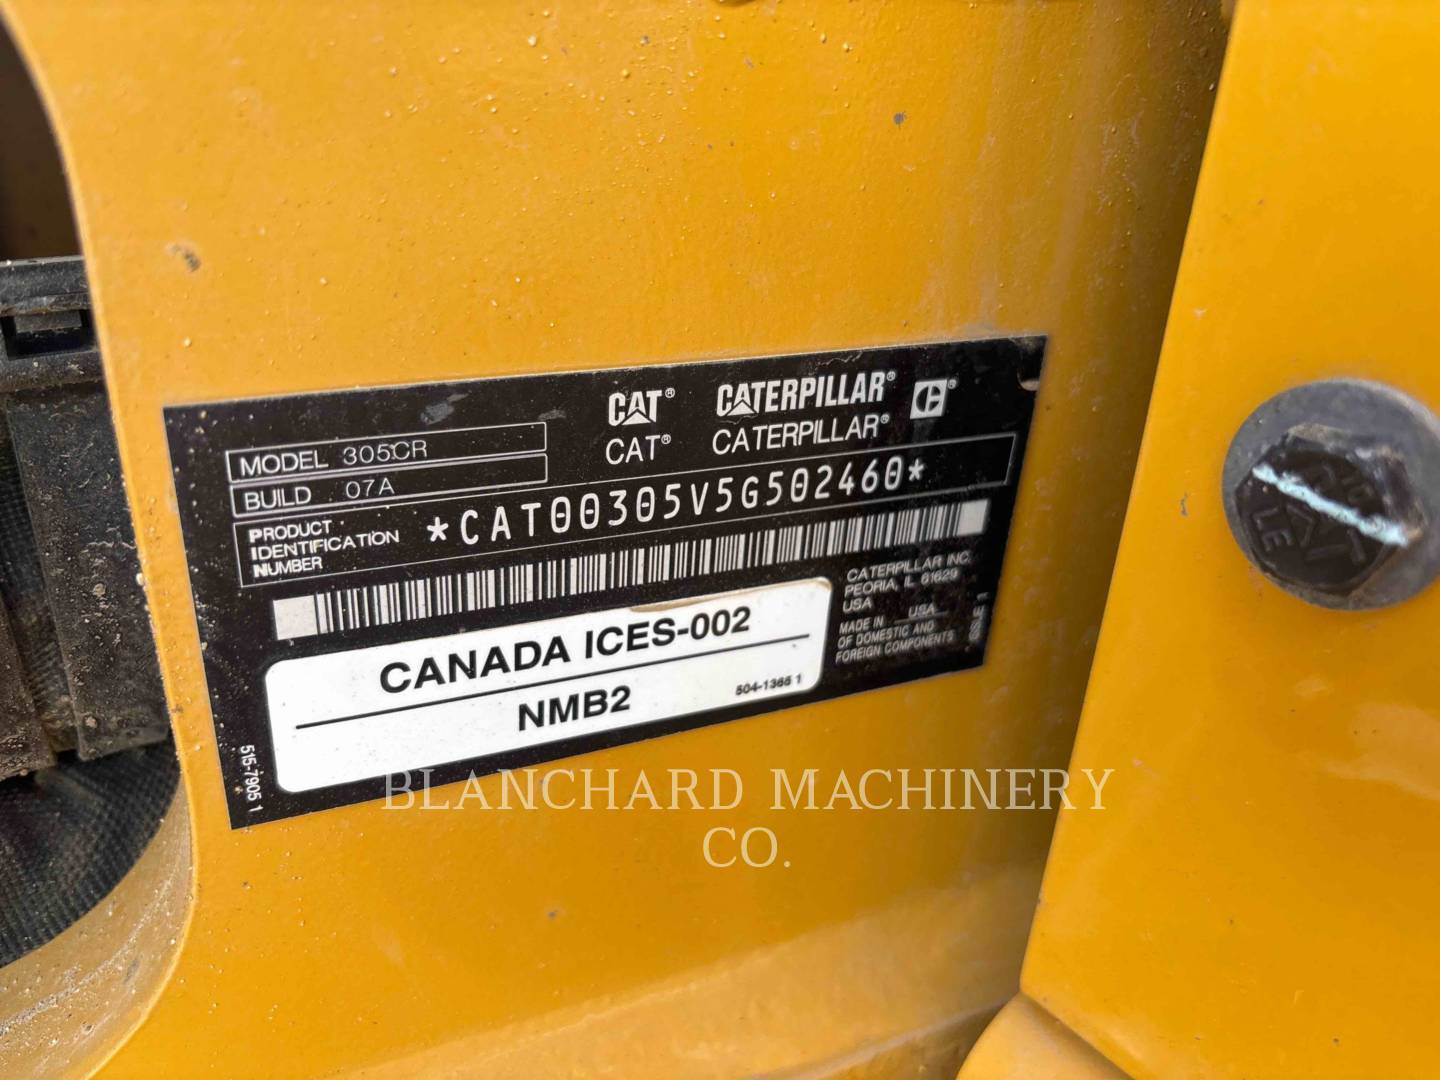 CAT® CATERPILLAR® C®
CAT® CATERPILLAR®
MODEL 305CR
BUILD 07A
PRODUCT
IDENTIFICATION
NUMBER
*CAT00305V5G502460*
CATERPILLAR INC.
PEORIA, IL 61629
USA
MADE IN USA
OF DOMESTIC AND
FOREIGN COMPONENTS
CANADA ICES-002
NMB2
504-1365 1
515-7905 1
BLANCHARD MACHINERY
CO.